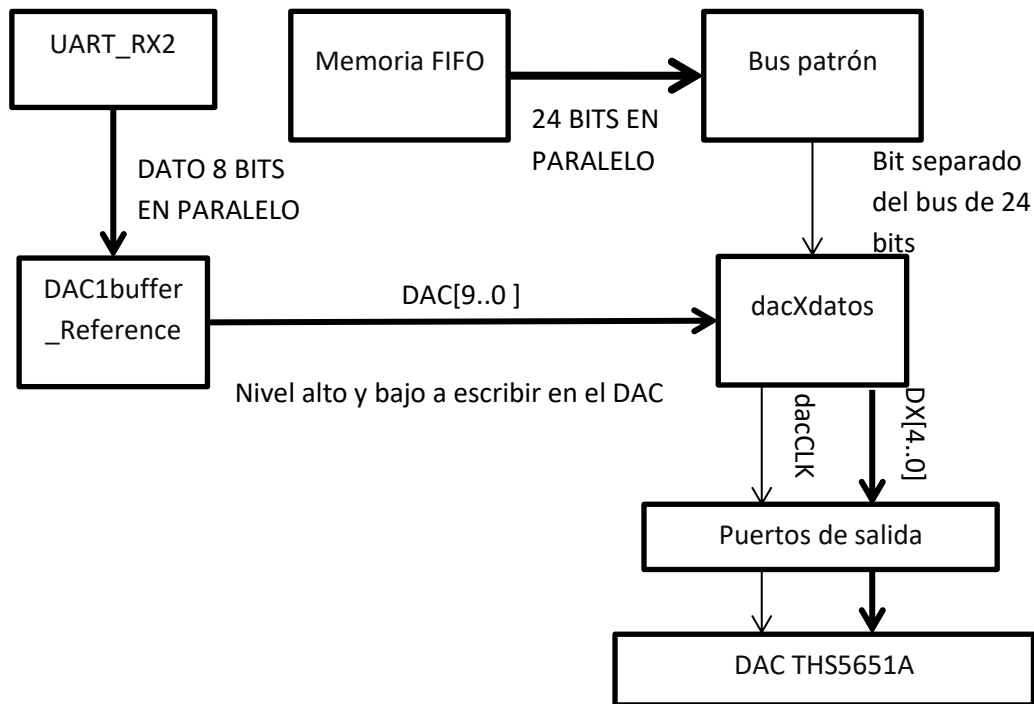 UART_RX2
Memoria FIFO
Bus patrón
24 BITS EN
PARALELO
DATO 8 BITS
EN PARALELO
Bit separado
del bus de 24
bits
DAC1buffer
_Reference
DAC[9..0 ]
dacXdatos
Nivel alto y bajo a escribir en el DAC
dacCLK
DX[4..0]
Puertos de salida
DAC THS5651A